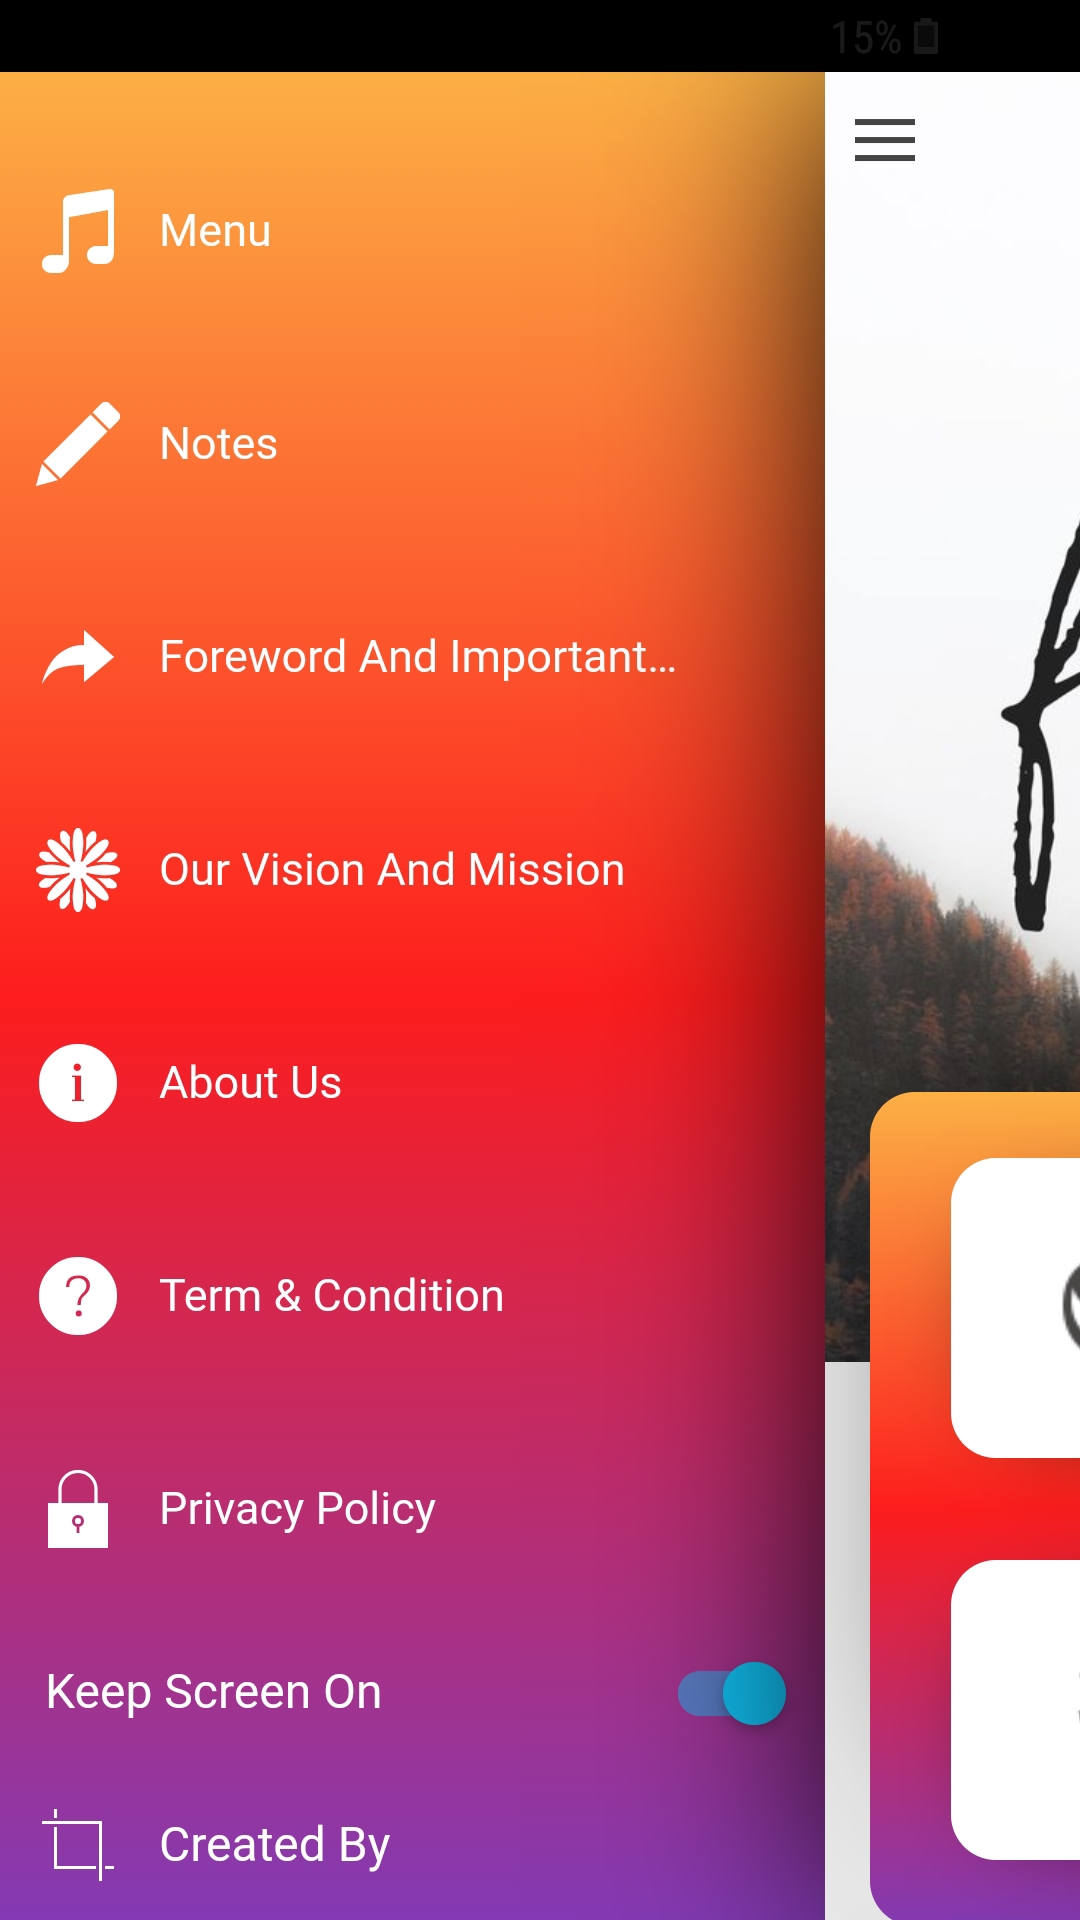 15%
Menu
Notes
Foreword And Important...
Our Vision And Mission
About Us
Term & Condition
Privacy Policy
Keep Screen On
Created By